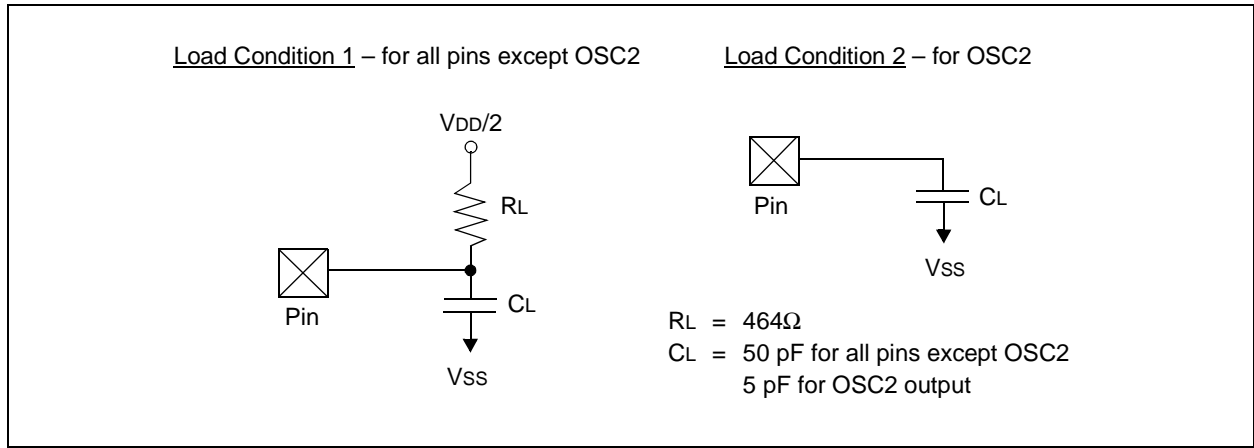 Load Condition 1 – for all pins except OSC2
VDD/2
RL
Pin
CL
VSS
Load Condition 2 – for OSC2
Pin
CL
VSS
RL = 464Ω
CL = 50 pF for all pins except OSC2
5 pF for OSC2 output